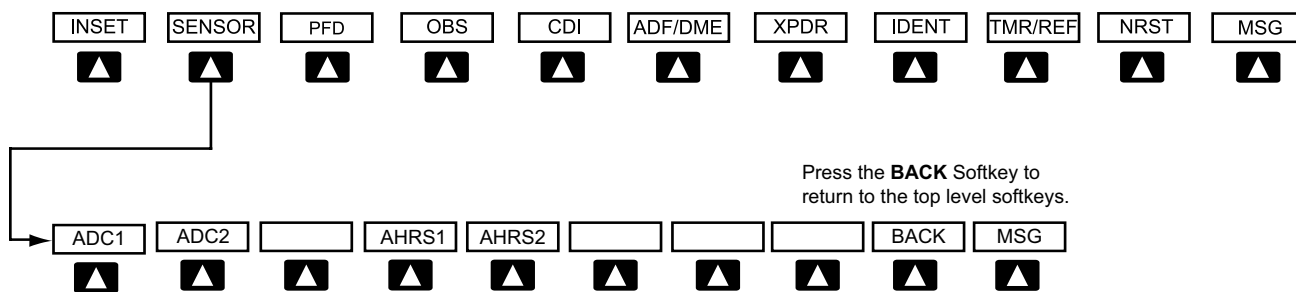 INSET SENSOR PFD OBS CDI ADF/DME XPDR IDENT TMR/REF NRST MSG
Press the BACK Softkey to
return to the top level softkeys.
ADC1 ADC2 AHRS1 AHRS2 BACK MSG